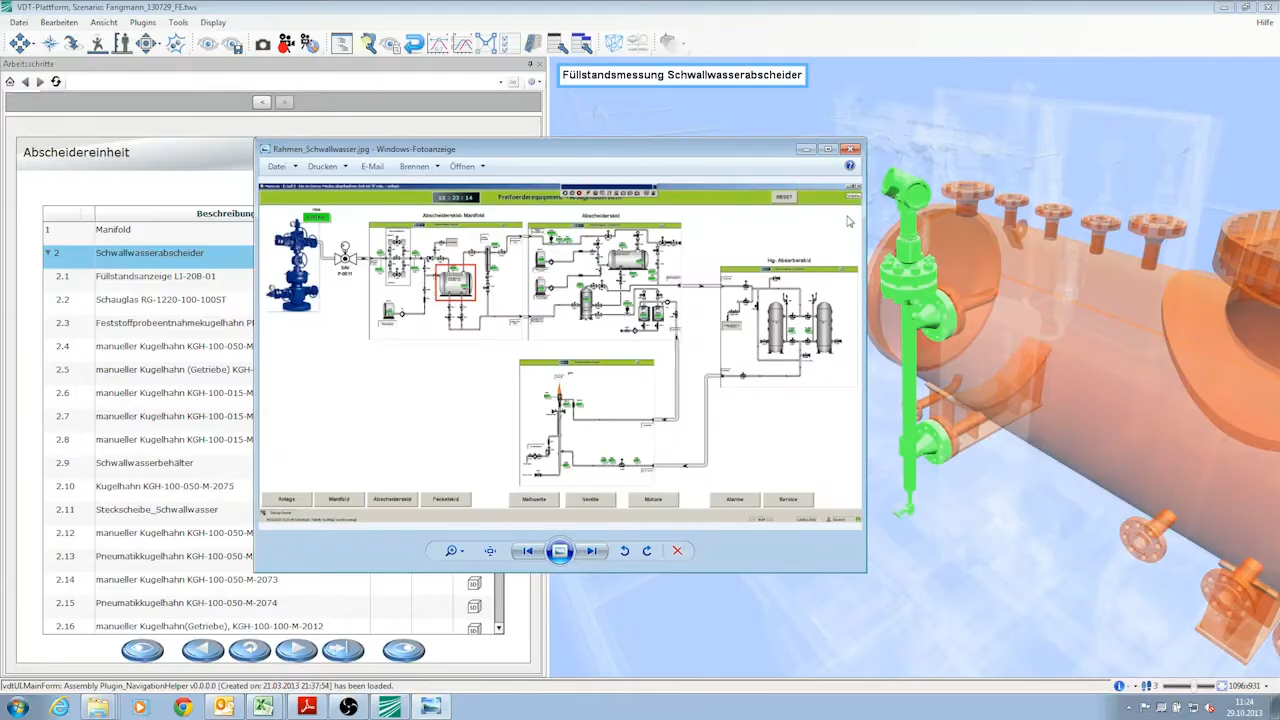 VDT-Plattform, Szenario: Fangmann_130729_FE.tws
Datei Bearbeiten Plugins Tools Display
Hilfe
Arbeitsschritte
Füllstandsmessung Schwallwasserabscheider
< >
Abscheidereinheit
Rahmen_Schwallwasser.jpg - Windows-Fotoanzeige
Datei Drucken E-Mail Brennen Öffnen
15 : 23 : 14
RESET
Abscheiderskid- Manifold
Abscheiderskid
Hg- Absorberskid
SAV
P-0011
Anlage Manifold Abscheiderskid Fackelskid Meßwerte Ventile Motore Alarme Service
Beschreibung
1 Manifold
2 Schwallwasserabscheider
2.1 Füllstandsanzeige LI-20B-01
2.2 Schauglas RG-1220-100-100ST
2.3 Feststoffprobeentnahmekugelhahn
2.4 manueller Kugelhahn KGH-100-050-M
2.5 manueller Kugelhahn (Getriebe) KGH-
2.6 manueller Kugelhahn KGH-100-015-M
2.7 manueller Kugelhahn KGH-100-015-M
2.8 manueller Kugelhahn KGH-100-015-M
2.9 Schwallwasserbehälter
2.10 Kugelhahn KGH-100-050-M-2075
2.11 Steckscheibe_Schwallwasser
2.12 manueller Kugelhahn KGH-100-050-M
2.13 Pneumatikkugelhahn KGH-100-050-M
2.14 manueller Kugelhahn KGH-100-050-M-2073
2.15 Pneumatikkugelhahn KGH-100-050-M-2074
2.16 manueller Kugelhahn(Getriebe), KGH-100-100-M-2012
vdtUI.MainForm: Assembly Plugin_NavigationHelper v0.0.0.0 [Created on: 21.03.2013 21:37:54] has been loaded.
3
1096x931
11:24
29.10.2013